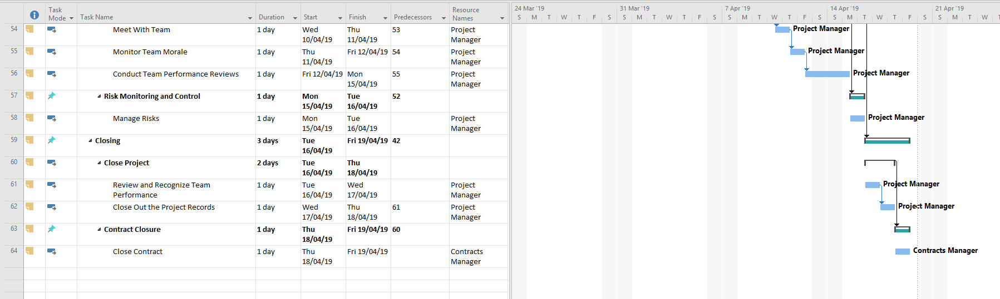 Task Mode
Task Name
Duration
Start
Finish
Predecessors
Resource Names
24 Mar '19
31 Mar '19
7 Apr '19
14 Apr '19
21 Apr '19
S M T W T F S S M T W T F S S M T W T F S S M T W T F S S M T W T
54 Meet With Team 1 day Wed 10/04/19 Thu 11/04/19 53 Project Manager
Project Manager
55 Monitor Team Morale 1 day Thu 11/04/19 Fri 12/04/19 54 Project Manager
Project Manager
56 Conduct Team Performance Reviews 1 day Fri 12/04/19 Mon 15/04/19 55 Project Manager
Project Manager
57 Risk Monitoring and Control 1 day Mon 15/04/19 Tue 16/04/19 52
58 Manage Risks 1 day Mon 15/04/19 Tue 16/04/19 Project Manager
Project Manager
59 Closing 3 days Tue 16/04/19 Fri 19/04/19 42
60 Close Project 2 days Tue 16/04/19 Thu 18/04/19
61 Review and Recognize Team Performance 1 day Tue 16/04/19 Wed 17/04/19 Project Manager
Project Manager
62 Close Out the Project Records 1 day Wed 17/04/19 Thu 18/04/19 61 Project Manager
Project Manager
63 Contract Closure 1 day Thu 18/04/19 Fri 19/04/19 60
64 Close Contract 1 day Thu 18/04/19 Fri 19/04/19 Contracts Manager
Contracts Manager